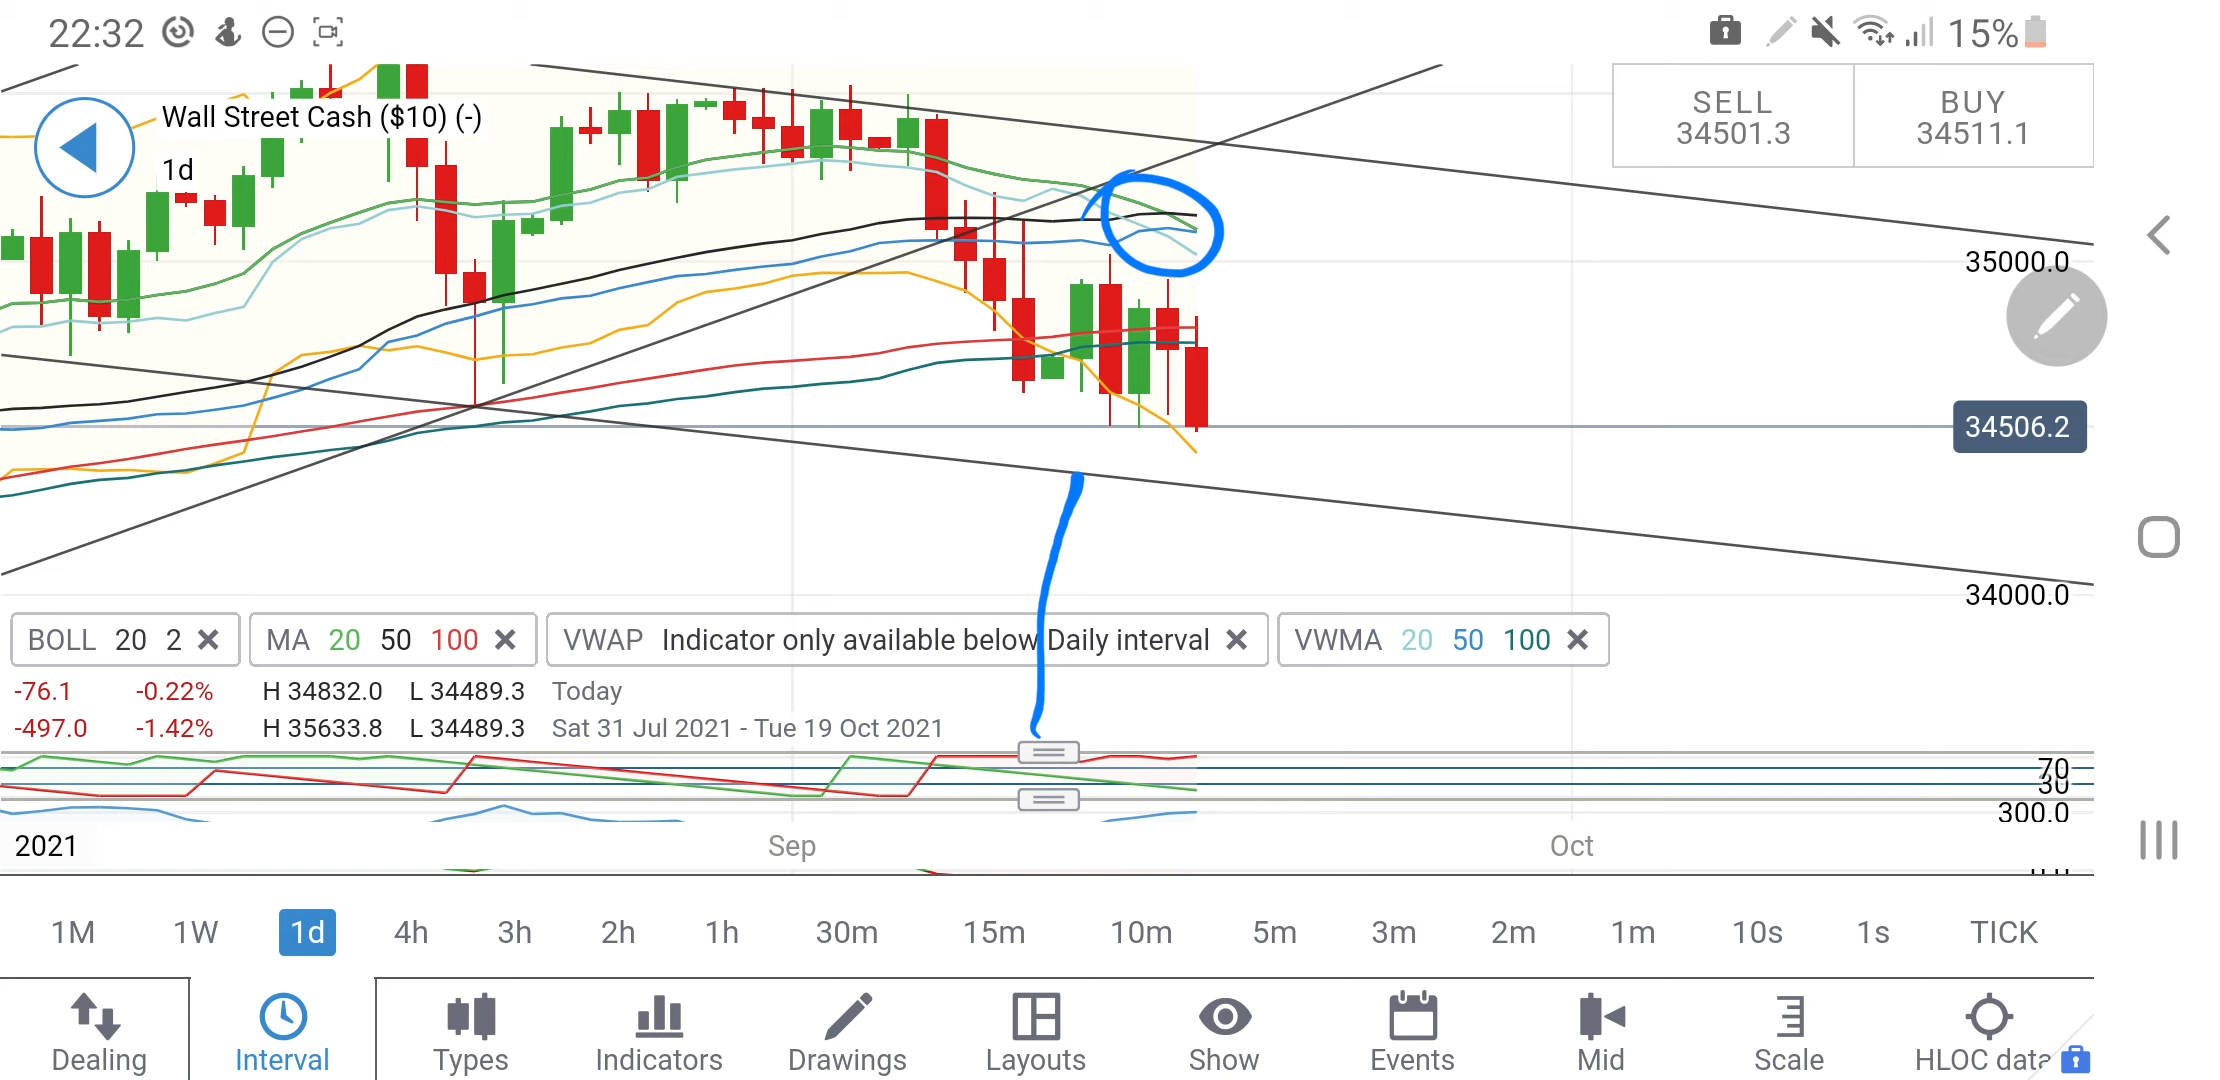 22:32
15%
Wall Street Cash ($10) (-)
1d
SELL
34501.3
BUY
34511.1
35000.0
34506.2
34000.0
BOLL 20 2
MA 20 50 100
VWAP Indicator only available below Daily interval
VWMA 20 50 100
-76.1 -0.22% H 34832.0 L 34489.3 Today
-497.0 -1.42% H 35633.8 L 34489.3 Sat 31 Jul 2021 - Tue 19 Oct 2021
70
30
300.0
2021 Sep Oct
1M 1W 1d 4h 3h 2h 1h 30m 15m 10m 5m 3m 2m 1m 10s 1s TICK
Dealing Interval Types Indicators Drawings Layouts Show Events Mid Scale HLOC data